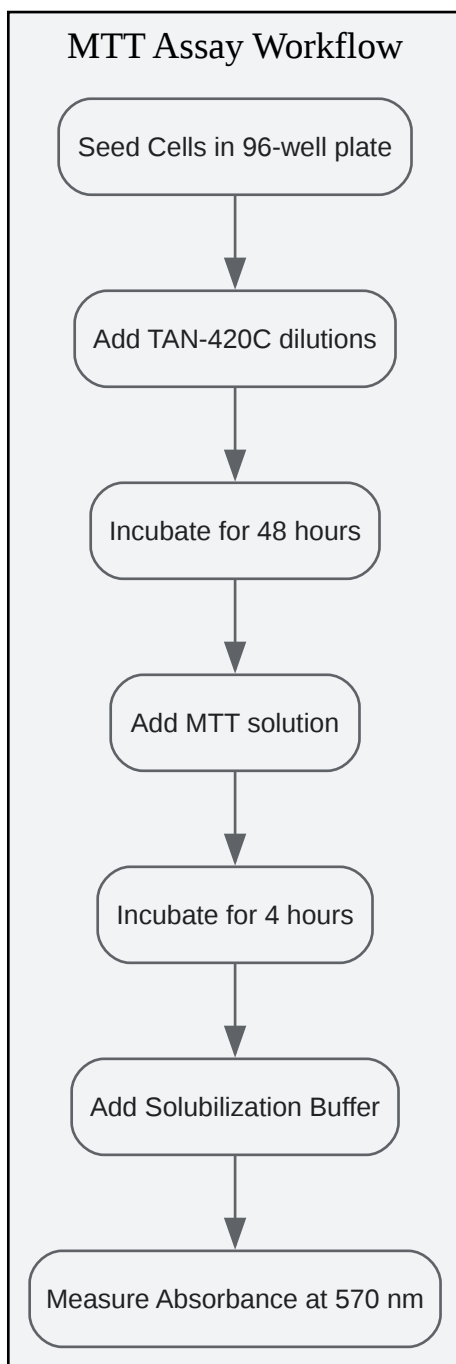 MTT Assay Workflow
Seed Cells in 96-well plate
Add TAN-420C dilutions
Incubate for 48 hours
Add MTT solution
Incubate for 4 hours
Add Solubilization Buffer
Measure Absorbance at 570 nm